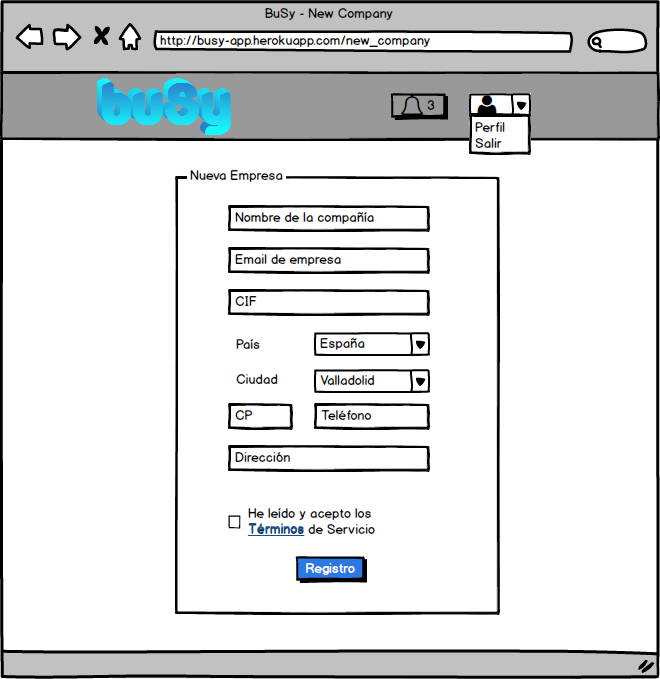 BuSy - New Company
http://busy-app.herokuapp.com/new_company
buSy
3
Perfil
Salir
Nueva Empresa
Nombre de la compañía
Email de empresa
CIF
País
España
Ciudad
Valladolid
CP
Teléfono
Dirección
He leído y acepto los
Términos de Servicio
Registro